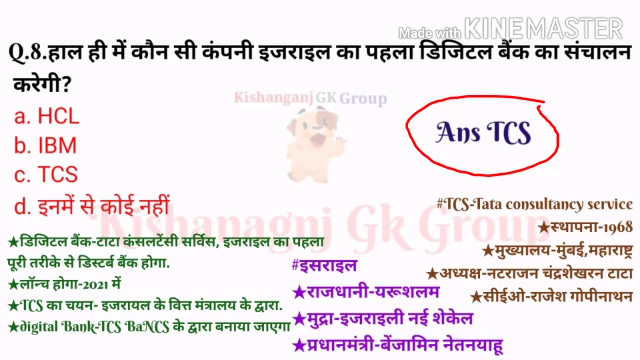 Made with KINEMASTER
Q.8.हाल ही में कौन सी कंपनी इजराइल का पहला डिजिटल बैंक का संचालन
करेगी?
Kishanganj GK Group
a. HCL
b. IBM
c. TCS
d. इनमें से कोई नहीं
Ans TCS
Kishanagnj Gk Group
★डिजिटल बैंक-टाटा कंसलटेंसी सर्विस, इजराइल का पहला
पूरी तरीके से डिस्टर्ब बैंक होगा.
★लॉन्च होगा-2021 में
★TCS का चयन- इजरायल के वित्त मंत्रालय के द्वारा.
★digital Bank-TCS BaNCS के द्वारा बनाया जाएगा
#इसराइल
★राजधानी-यरूशलम
★मुद्रा-इजराइली नई शेकेल
★प्रधानमंत्री-बेंजामिन नेतनयाहू
#TCS-Tata consultancy service
★स्थापना-1968
★मुख्यालय-मुंबई,महाराष्ट्र
★अध्यक्ष-नटराजन चंद्रशेखरन टाटा
★सीईओ-राजेश गोपीनाथन